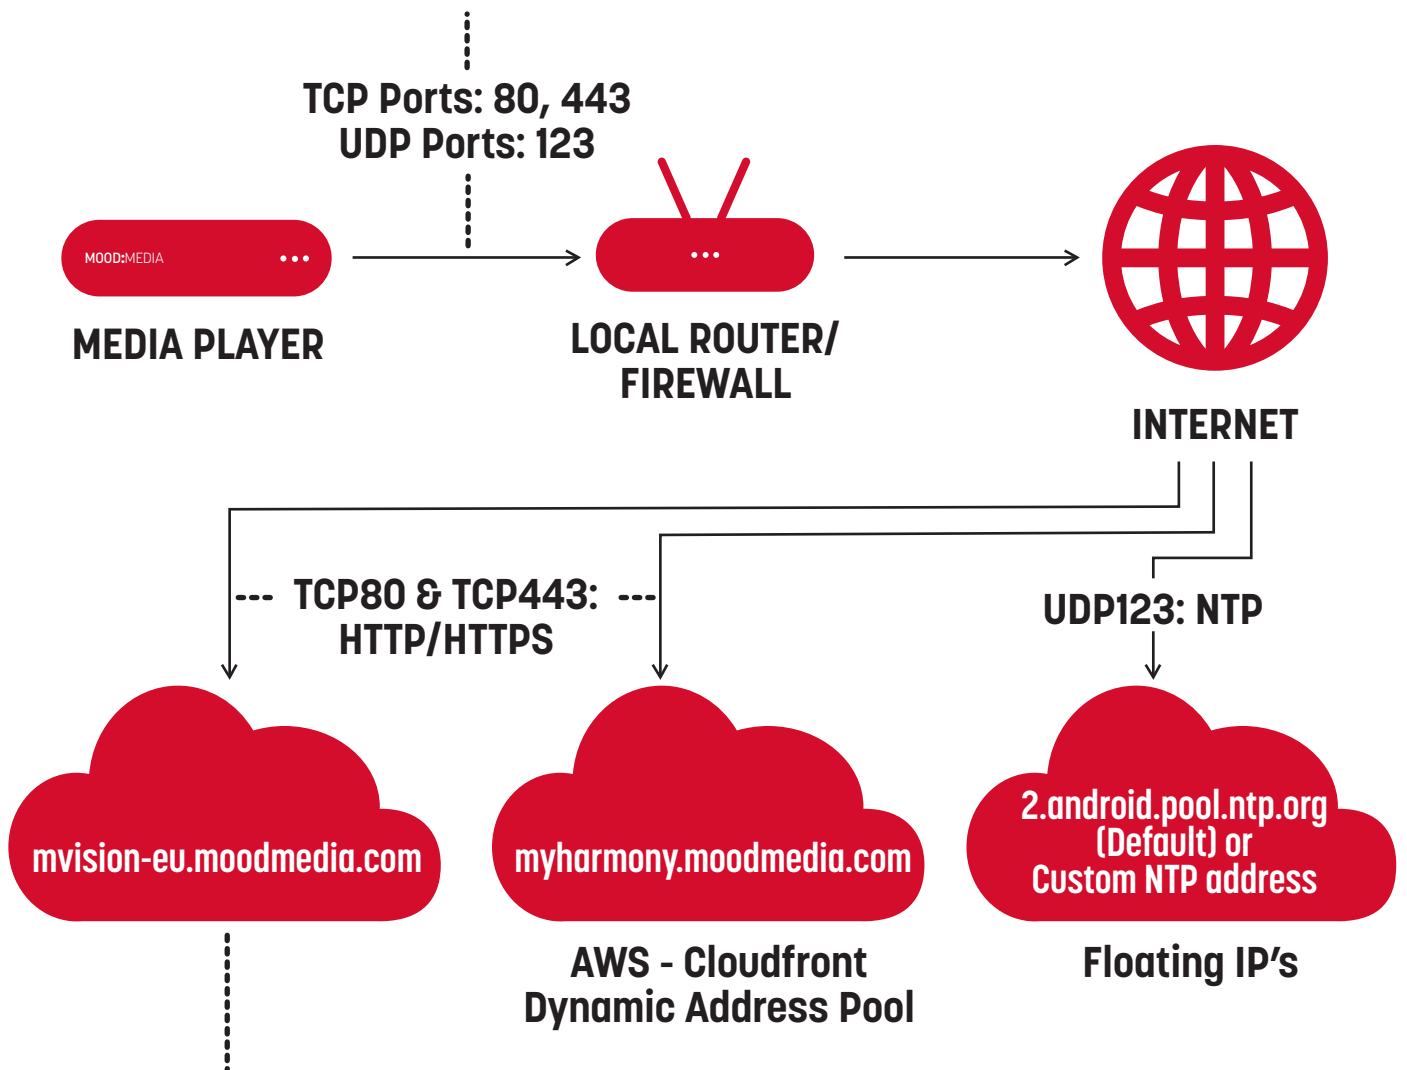 TCP Ports: 80, 443
UDP Ports: 123
MOOD:MEDIA
MEDIA PLAYER
LOCAL ROUTER/
FIREWALL
INTERNET
TCP80 & TCP443:
HTTP/HTTPS
UDP123: NTP
mvision-eu.moodmedia.com
myharmony.moodmedia.com
2.android.pool.ntp.org
(Default) or
Custom NTP address
AWS - Cloudfront
Dynamic Address Pool
Floating IP's